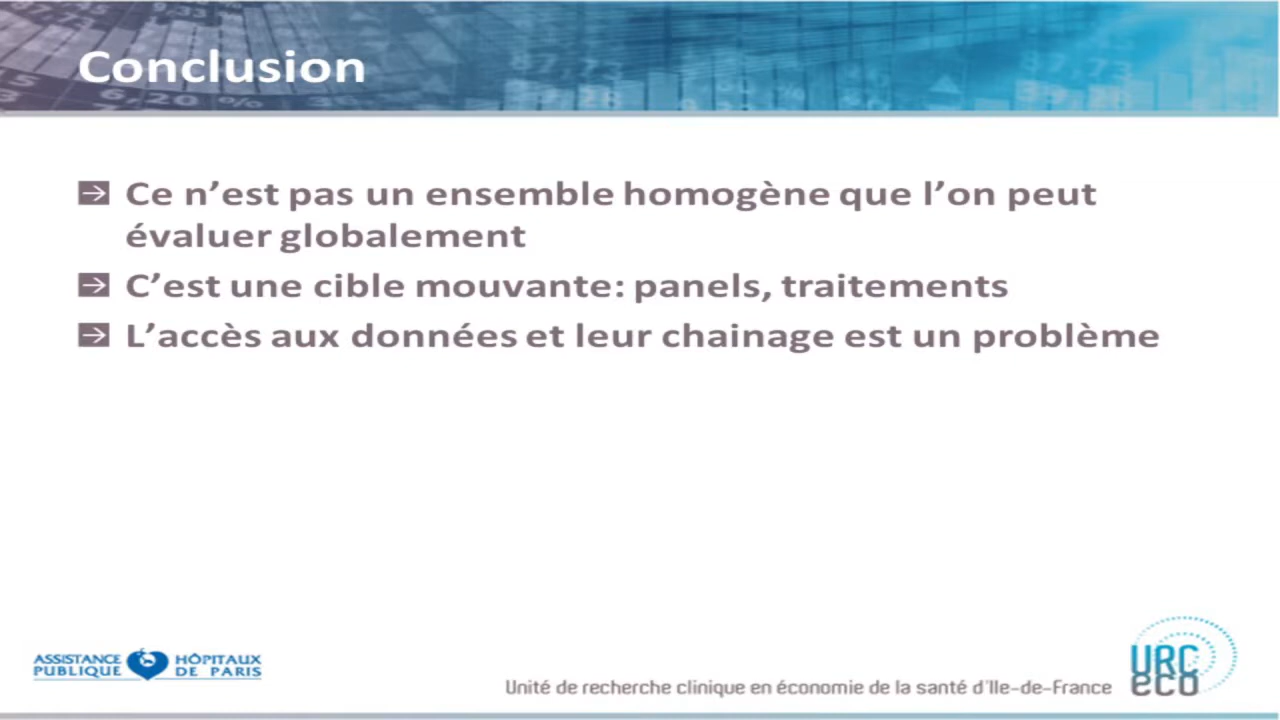 Conclusion
Ce n’est pas un ensemble homogène que l’on peut
évaluer globalement
C’est une cible mouvante: panels, traitements
L’accès aux données et leur chainage est un problème
ASSISTANCE HÔPITAUX
PUBLIQUE DE PARIS
Unité de recherche clinique en économie de la santé d'Ile-de-France
URC
eco